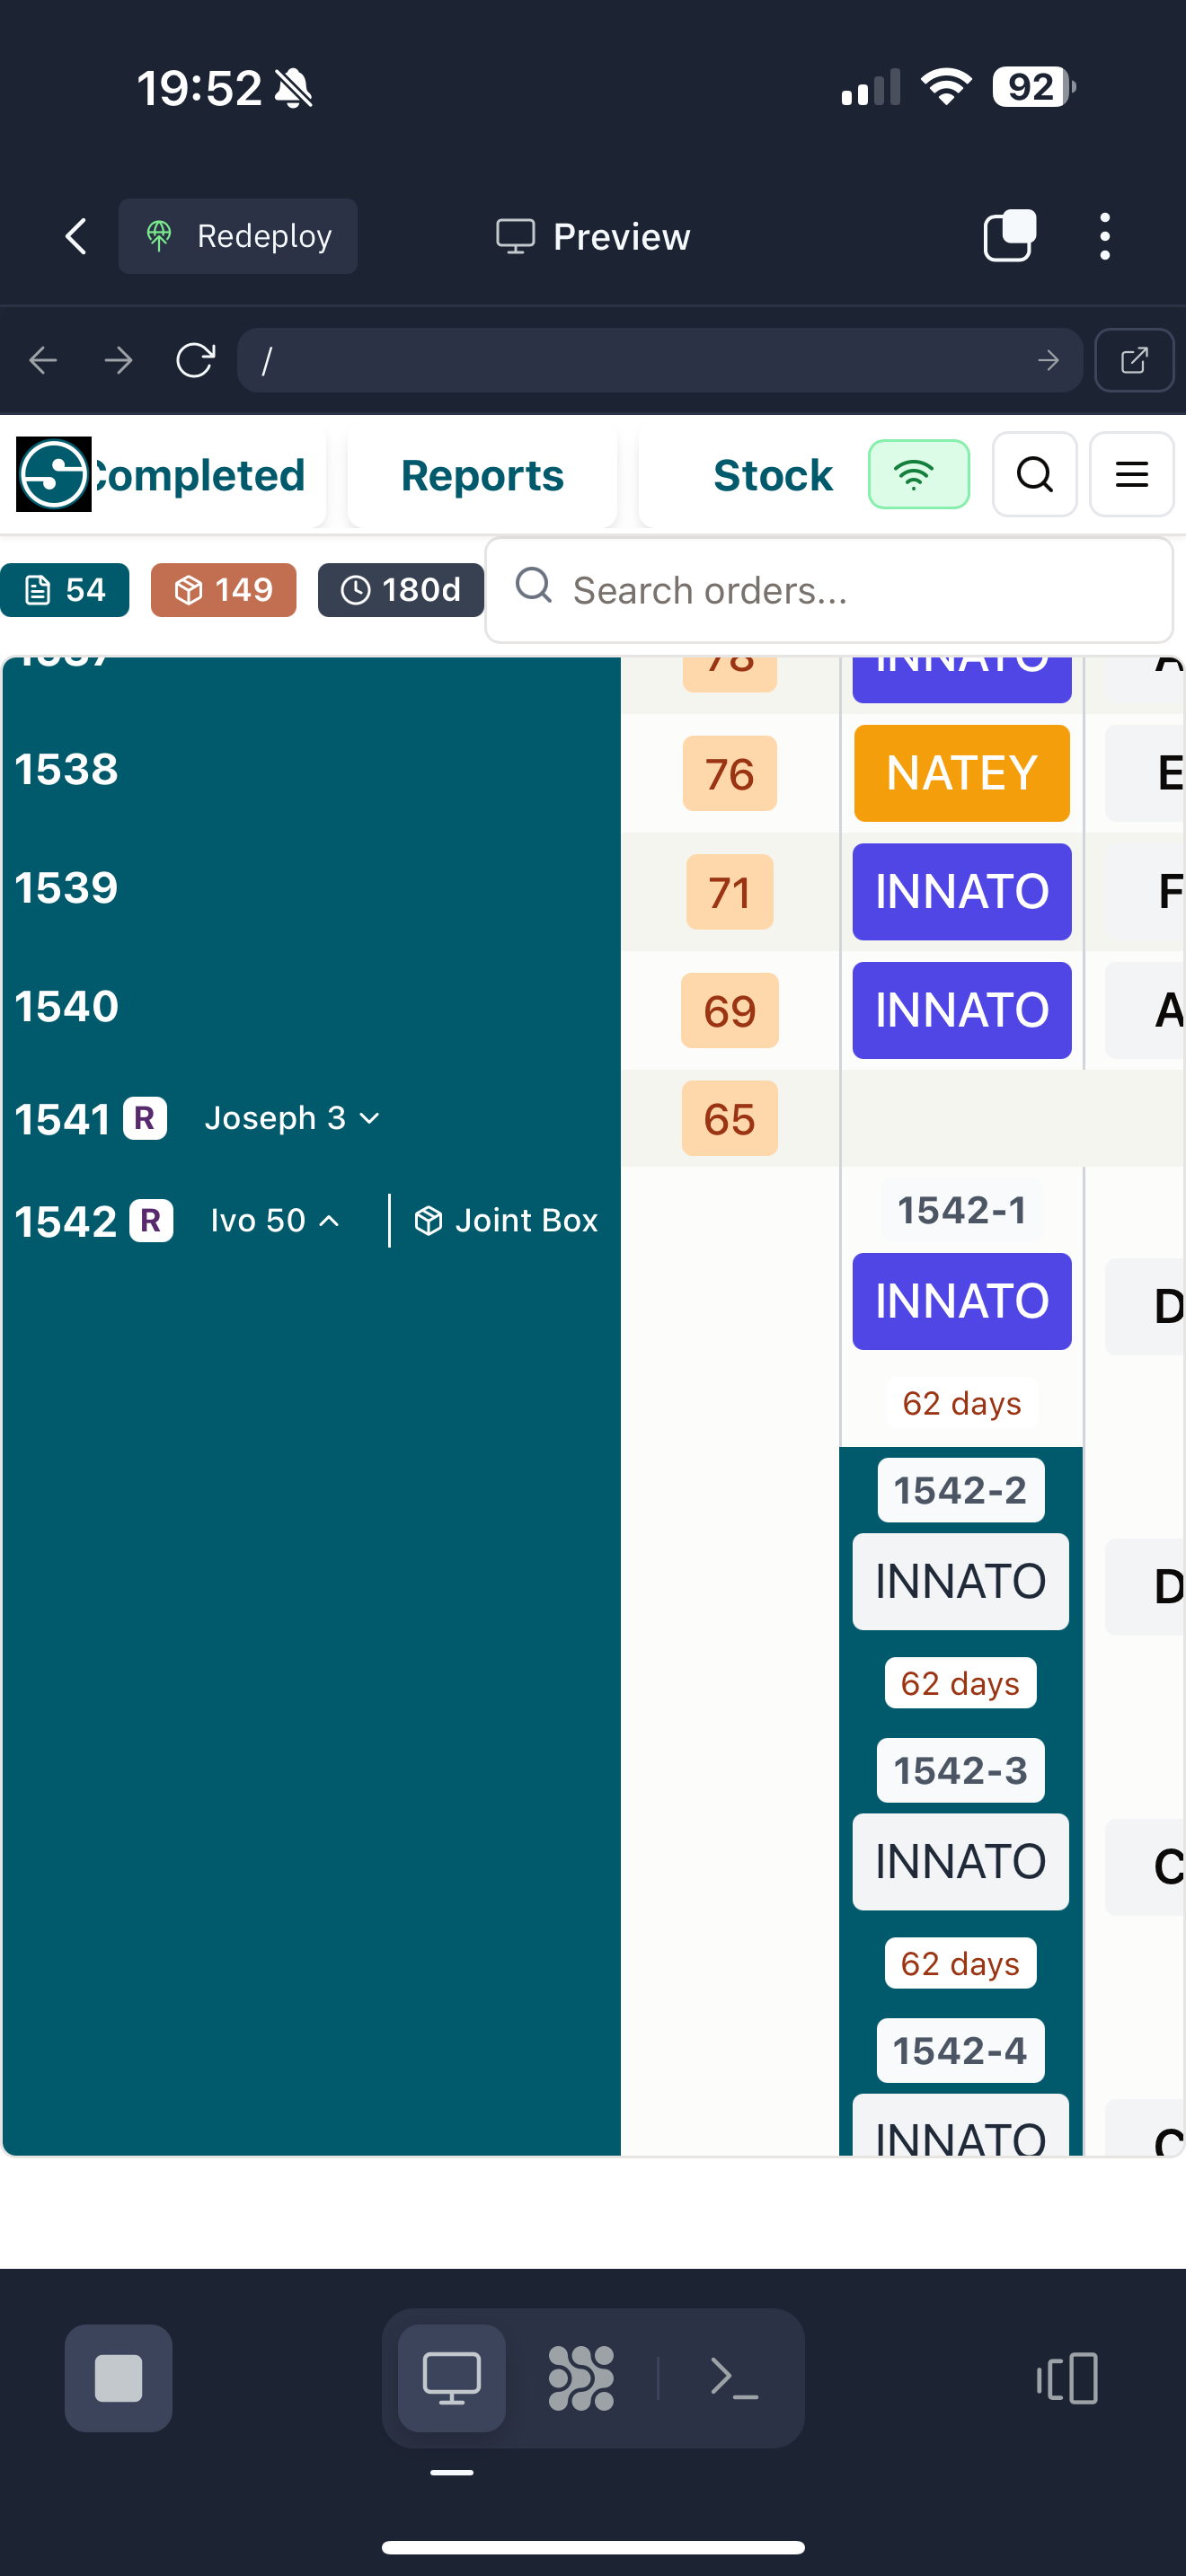 19:52
92
Redeploy
Preview
/
Completed
Reports
Stock
54
149
180d
Search orders...
78
INNATO
1538
76
NATEY
E
1539
71
INNATO
F
1540
69
INNATO
A
1541 R Joseph 3
65
1542 R Ivo 50
Joint Box
1542-1
INNATO
D
62 days
1542-2
INNATO
D
62 days
1542-3
INNATO
C
62 days
1542-4
INNATO
C